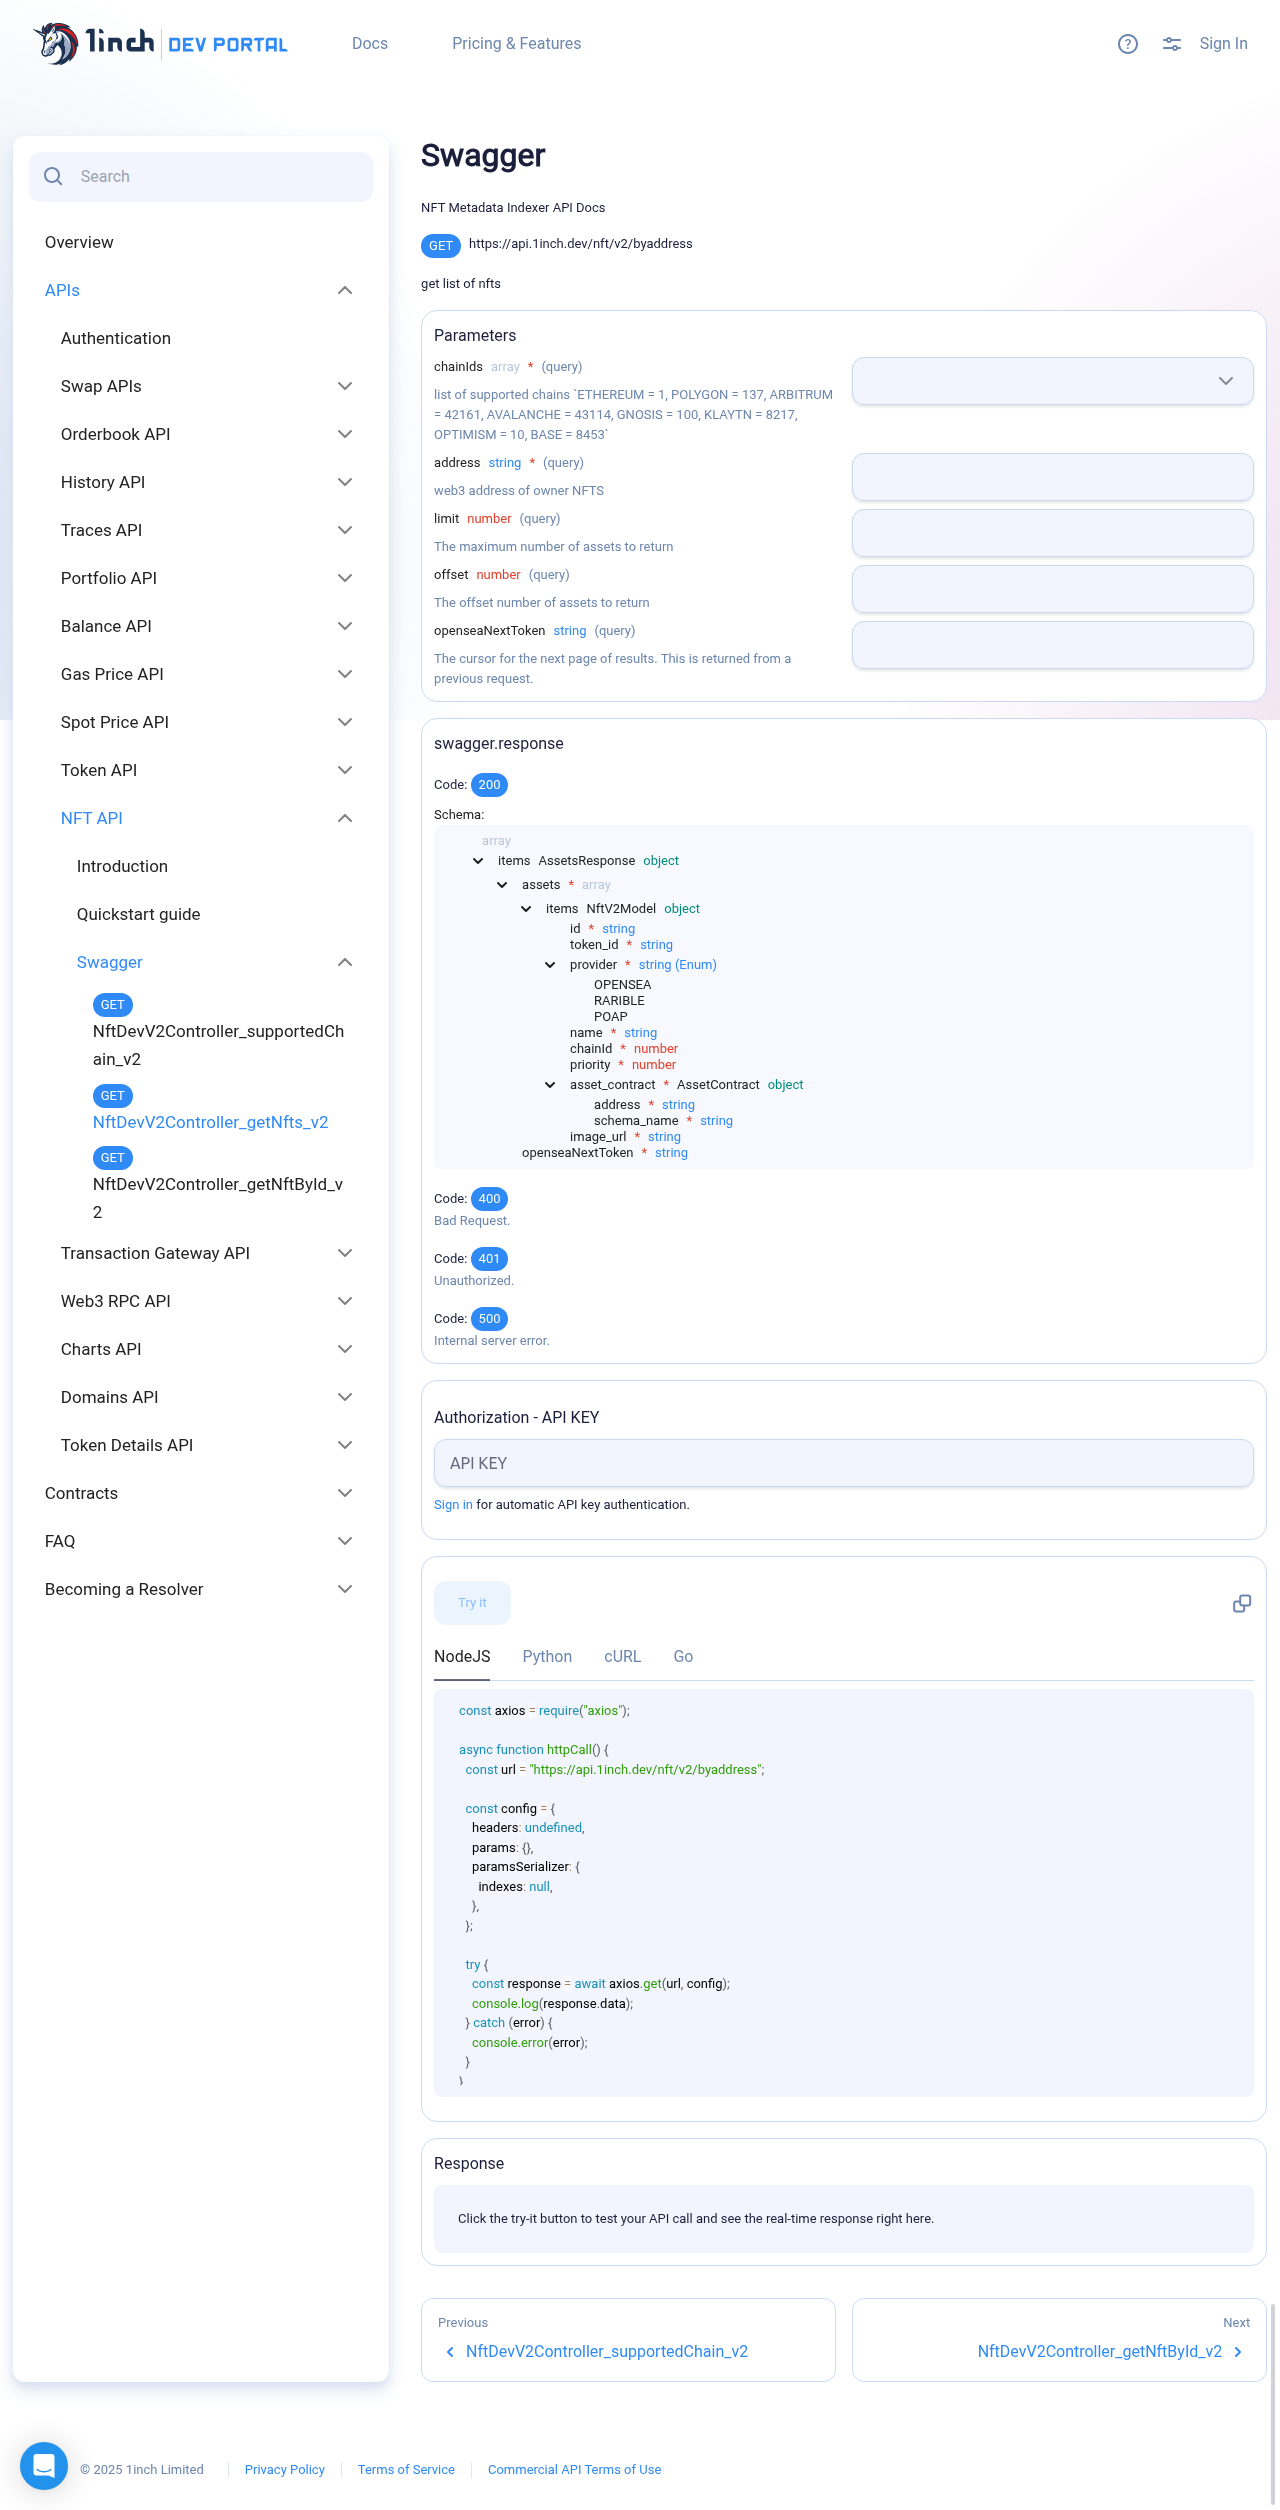 1inch DEV PORTAL
Docs
Pricing & Features
Sign In
Search
Overview
APIs
Authentication
Swap APIs
Orderbook API
History API
Traces API
Portfolio API
Balance API
Gas Price API
Spot Price API
Token API
NFT API
Introduction
Quickstart guide
Swagger
GET
NftDevV2Controller_supportedCh
ain_v2
GET
NftDevV2Controller_getNfts_v2
GET
NftDevV2Controller_getNftById_v
2
Transaction Gateway API
Web3 RPC API
Charts API
Domains API
Token Details API
Contracts
FAQ
Becoming a Resolver
Swagger
NFT Metadata Indexer API Docs
GET https://api.1inch.dev/nft/v2/byaddress
get list of nfts
Parameters
chainIds array * (query)
list of supported chains `ETHEREUM = 1, POLYGON = 137, ARBITRUM
= 42161, AVALANCHE = 43114, GNOSIS = 100, KLAYTN = 8217,
OPTIMISM = 10, BASE = 8453`
address string * (query)
web3 address of owner NFTS
limit number (query)
The maximum number of assets to return
offset number (query)
The offset number of assets to return
openseaNextToken string (query)
The cursor for the next page of results. This is returned from a
previous request.
swagger.response
Code: 200
Schema:
array
items AssetsResponse object
assets * array
items NftV2Model object
id * string
token_id * string
provider * string (Enum)
OPENSEA
RARIBLE
POAP
name * string
chainId * number
priority * number
asset_contract * AssetContract object
address * string
schema_name * string
image_url * string
openseaNextToken * string
Code: 400
Bad Request.
Code: 401
Unauthorized.
Code: 500
Internal server error.
Authorization - API KEY
API KEY
Sign in for automatic API key authentication.
Try it
NodeJS Python cURL Go
const axios = require("axios");
async function httpCall() {
const url = "https://api.1inch.dev/nft/v2/byaddress";
const config = {
headers: undefined,
params: {},
paramsSerializer: {
indexes: null,
},
};
try {
const response = await axios.get(url, config);
console.log(response.data);
} catch (error) {
console.error(error);
}
}
Response
Click the try-it button to test your API call and see the real-time response right here.
Previous
NftDevV2Controller_supportedChain_v2
Next
NftDevV2Controller_getNftById_v2
© 2025 1inch Limited
Privacy Policy
Terms of Service
Commercial API Terms of Use